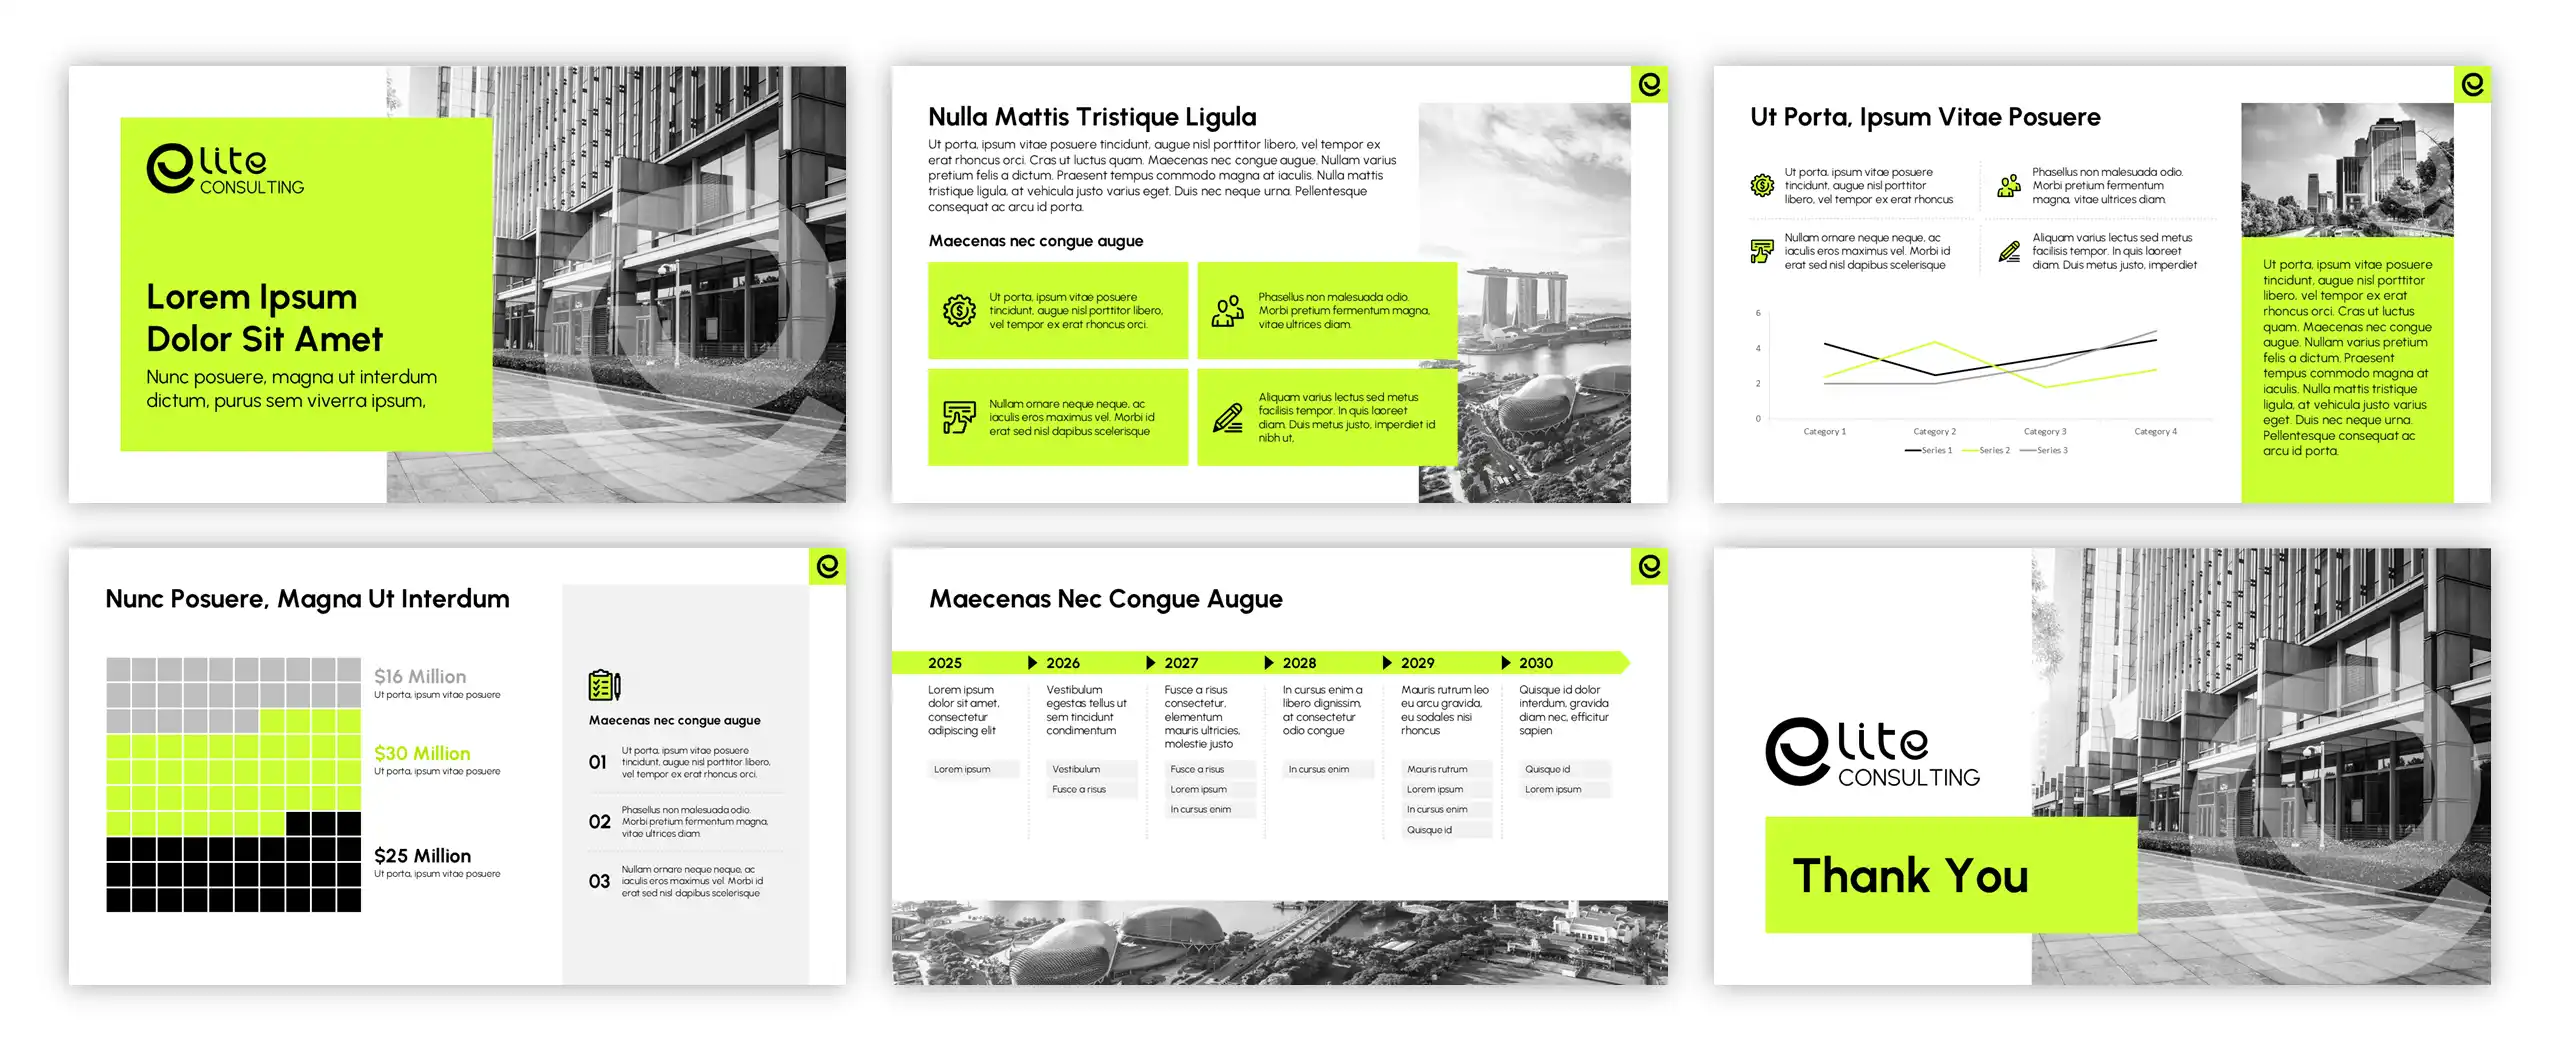 elite
CONSULTING
Lorem Ipsum
Dolor Sit Amet
Nunc posuere, magna ut interdum
dictum, purus sem viverra ipsum,
Nulla Mattis Tristique Ligula
Ut porta, ipsum vitae posuere tincidunt, augue nisl porttitor libero, vel tempor ex
erat rhoncus orci. Cras ut luctus quam. Maecenas nec congue augue. Nullam varius
pretium felis a dictum. Praesent tempus commodo magna at iaculis. Nulla mattis
tristique ligula, at vehicula justo varius eget. Duis nec neque urna. Pellentesque
consequat ac arcu id porta.
Maecenas nec congue augue
Ut porta, ipsum vitae posuere
tincidunt, augue nisl porttitor libero,
vel tempor ex erat rhoncus orci.
Phasellus non malesuada odio.
Morbi pretium fermentum magna,
vitae ultrices diam.
Nullam ornare neque neque, ac
iaculis eros maximus vel. Morbi id
erat sed nisl dapibus scelerisque
Aliquam varius lectus sed metus
facilisis tempor. In quis laoreet
diam. Duis metus justo, imperdiet id
nibh ut,
Ut Porta, Ipsum Vitae Posuere
Ut porta, ipsum vitae posuere
tincidunt, augue nisl porttitor
libero, vel tempor ex erat rhoncus
Phasellus non malesuada odio.
Morbi pretium fermentum
magna, vitae ultrices diam.
Nullam ornare neque neque, ac
iaculis eros maximus vel. Morbi id
erat sed nisl dapibus scelerisque
Aliquam varius lectus sed metus
facilisis tempor. In quis laoreet
diam. Duis metus justo, imperdiet
6
4
2
0
Category 1
Category 2
Category 3
Category 4
Series 1
Series 2
Series 3
Ut porta, ipsum vitae posuere
tincidunt, augue nisl porttitor
libero, vel tempor ex erat
rhoncus orci. Cras ut luctus
quam. Maecenas nec congue
augue. Nullam varius pretium
felis a dictum. Praesent
tempus commodo magna at
iaculis. Nulla mattis tristique
ligula, at vehicula justo varius
eget. Duis nec neque urna.
Pellentesque consequat ac
arcu id porta.
Nunc Posuere, Magna Ut Interdum
$16 Million
Ut porta, ipsum vitae posuere
$30 Million
Ut porta, ipsum vitae posuere
$25 Million
Ut porta, ipsum vitae posuere
Maecenas nec congue augue
01
Ut porta, ipsum vitae posuere
tincidunt, augue nisl porttitor libero,
vel tempor ex erat rhoncus orci.
02
Phasellus non malesuada odio.
Morbi pretium fermentum magna,
vitae ultrices diam
03
Nullam ornare neque neque, ac
iaculis eros maximus vel. Morbi id
erat sed nisl dapibus scelerisque
Maecenas Nec Congue Augue
2025
2026
2027
2028
2029
2030
Lorem ipsum
dolor sit amet,
consectetur
adipiscing elit
Vestibulum
egestas tellus ut
sem tincidunt
condimentum
Fusce a risus
consectetur,
elementum
mauris ultricies,
molestie justo
In cursus enim a
libero dignissim,
at consectetur
odio congue
Mauris rutrum leo
eu arcu gravida,
eu sodales nisi
rhoncus
Quisque id dolor
interdum, gravida
diam nec, efficitur
sapien
Lorem ipsum
Vestibulum
Fusce a risus
Fusce a risus
Lorem ipsum
In cursus enim
In cursus enim
Mauris rutrum
Lorem ipsum
In cursus enim
Quisque id
Quisque id
Lorem ipsum
elite
CONSULTING
Thank You